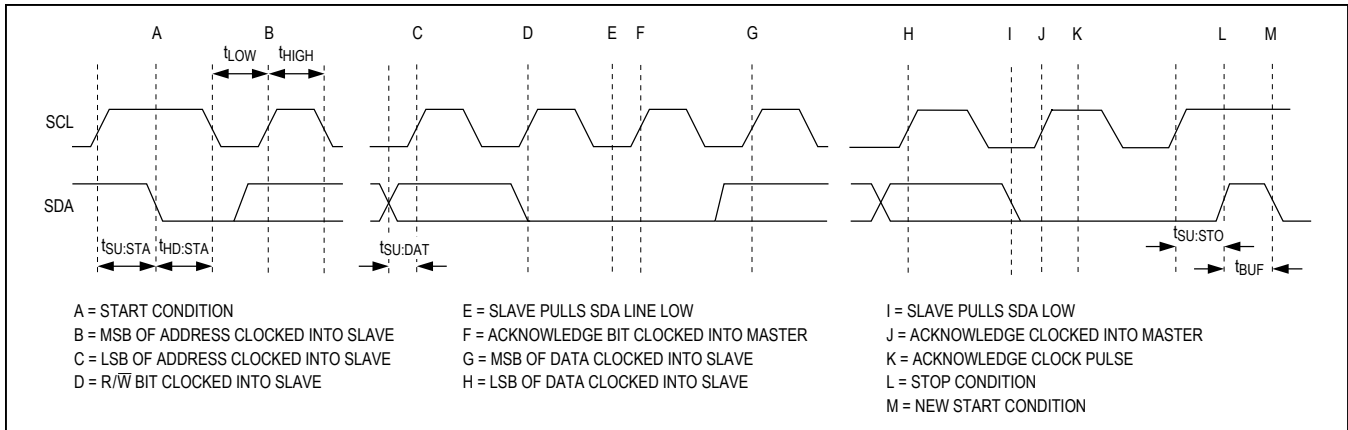 A B C D E F G H I J K L M
tLOW tHIGH
SCL
SDA
tSU:STA tHD:STA tSU:DAT tSU:STO
tBUF
A = START CONDITION
B = MSB OF ADDRESS CLOCKED INTO SLAVE
C = LSB OF ADDRESS CLOCKED INTO SLAVE
D = R/W̅ BIT CLOCKED INTO SLAVE
E = SLAVE PULLS SDA LINE LOW
F = ACKNOWLEDGE BIT CLOCKED INTO MASTER
G = MSB OF DATA CLOCKED INTO SLAVE
H = LSB OF DATA CLOCKED INTO SLAVE
I = SLAVE PULLS SDA LOW
J = ACKNOWLEDGE CLOCKED INTO MASTER
K = ACKNOWLEDGE CLOCK PULSE
L = STOP CONDITION
M = NEW START CONDITION